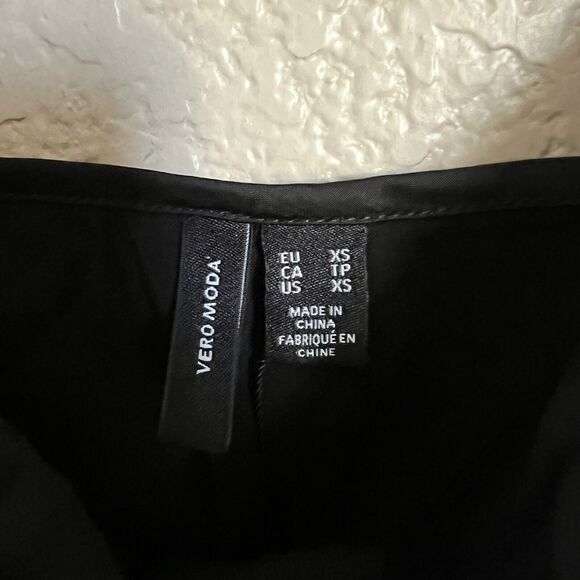 VERO MODA
EU XS
CA TP
US XS
MADE IN
CHINA
FABRIQUÉ EN
CHINE